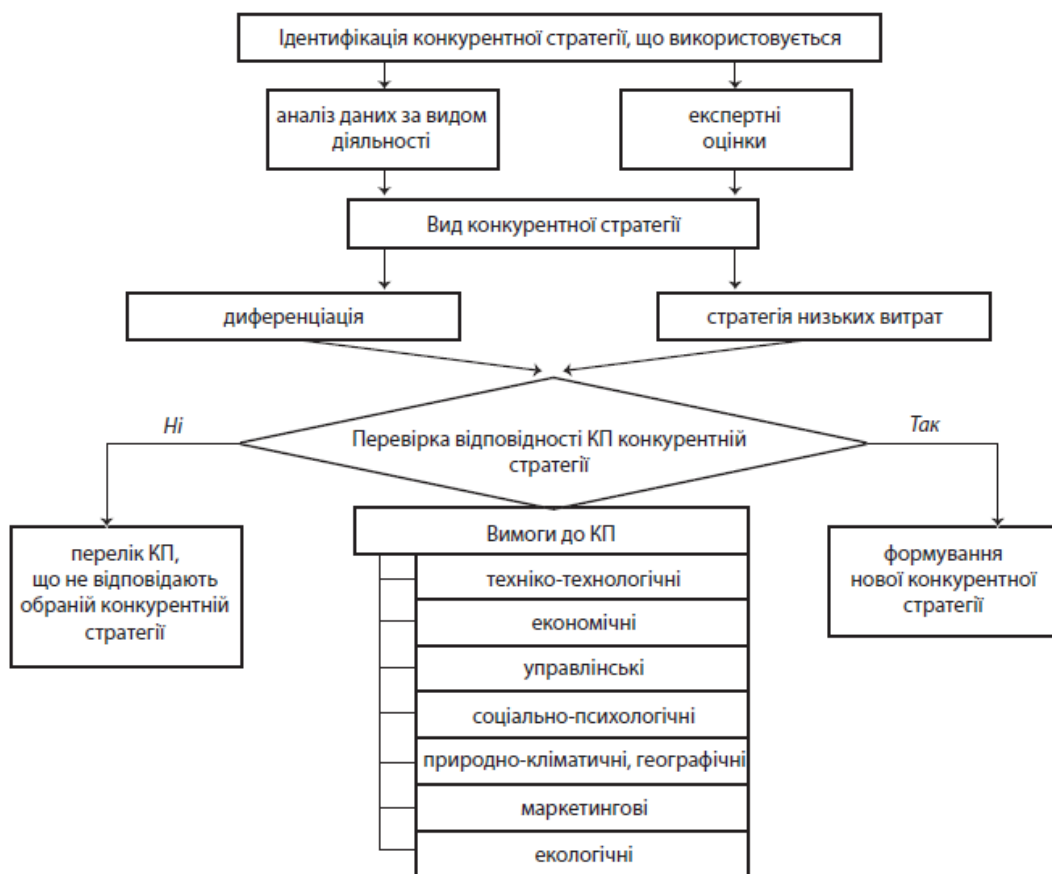 Ідентифікація конкурентної стратегії, що використовується
аналіз даних за видом
діяльності
експертні
оцінки
Вид конкурентної стратегії
диференціація
стратегія низьких витрат
Ні
Так
Перевірка відповідності КП конкурентній
стратегії
перелік КП,
що не відповідають
обраній конкурентній
стратегії
Вимоги до КП
техніко-технологічні
економічні
управлінські
соціально-психологічні
природно-кліматичні, географічні
маркетингові
екологічні
формування
нової конкурентної
стратегії